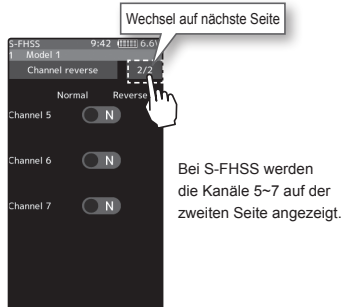 Wechsel auf nächste Seite
S-FHSS 9:42 6.6V
1 Model 1
Channel reverse 2/2
Normal Reverse
Channel 5 N
Channel 6 N
Channel 7 N
Bei S-FHSS werden
die Kanäle 5~7 auf der
zweiten Seite angezeigt.